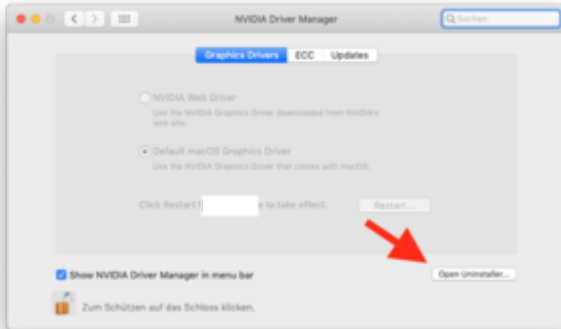 NVIDIA Driver Manager
Suchen
Graphics Drivers
ECC
Updates
NVIDIA Web Driver
Use the NVIDIA Graphics Driver downloaded from NVIDIA's
web site.
Default macOS Graphics Driver
Use the NVIDIA Graphics Driver that comes with macOS.
Click Restart to take effect.
Restart...
Show NVIDIA Driver Manager in menu bar
Open Uninstaller...
Zum Schützen auf das Schloss klicken.